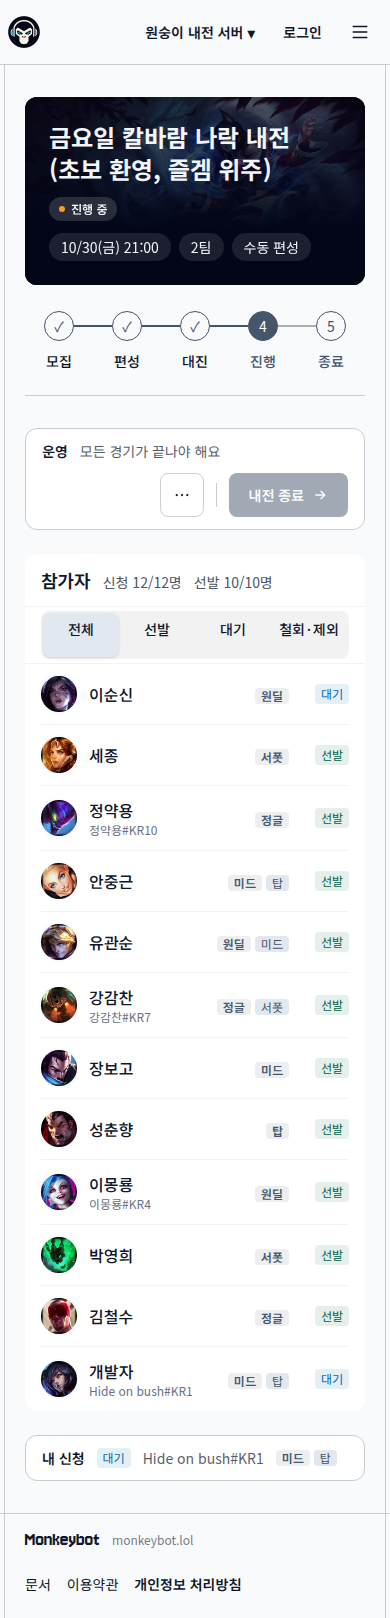 원숭이 내전 서버 ▾ 로그인
금요일 칼바람 나락 내전
(초보 환영, 즐겜 위주)
진행 중
10/30(금) 21:00 2팀 수동 편성
✓ ✓ ✓ 4 5
모집 편성 대진 진행 종료
운영 모든 경기가 끝나야 해요
··· 내전 종료 →
참가자 신청 12/12명 선발 10/10명
전체 선발 대기 철회·제외
이순신 원딜 대기
세종 서폿 선발
정약용 정글 선발
정약용#KR10
안중근 미드 탑 선발
유관순 원딜 미드 선발
강감찬 정글 서폿 선발
강감찬#KR7
장보고 미드 선발
성춘향 탑 선발
이몽룡 원딜 선발
이몽룡#KR4
박영희 서폿 선발
김철수 정글 선발
개발자 미드 탑 대기
Hide on bush#KR1
내 신청 대기 Hide on bush#KR1 미드 탑
Monkeybot monkeybot.lol
문서 이용약관 개인정보 처리방침